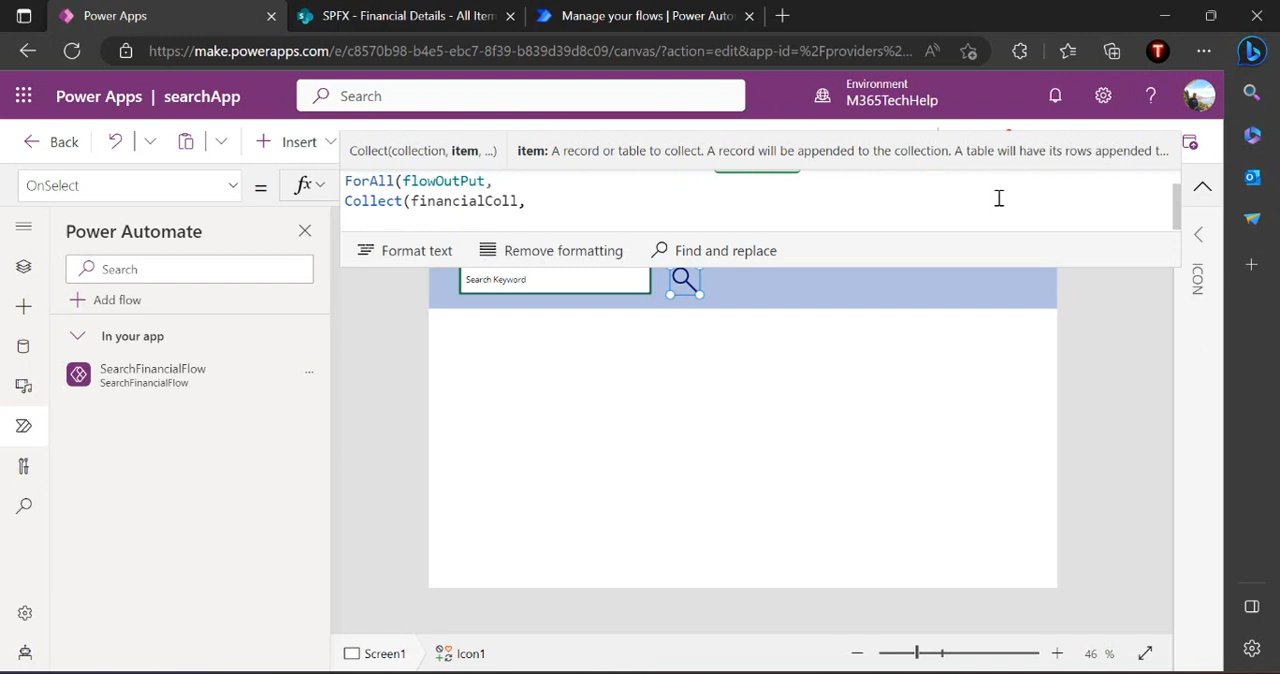 Power Apps
SPFX - Financial Details - All Item
Manage your flows | Power Auto
https://make.powerapps.com/e/c8570b98-b4e5-ebc7-8f39-b839d39d8c09/canvas/?action=edit&app-id=%2Fproviders%2...
Power Apps | searchApp
Search
Environment
M365TechHelp
Back
Insert
Collect(collection, item, ...)
item: A record or table to collect. A record will be appended to the collection. A table will have its rows appended t...
OnSelect
=
fx
ForAll(flowOutPut,
Collect(financialColl,
Format text
Remove formatting
Find and replace
Power Automate
Search
Add flow
In your app
SearchFinancialFlow
SearchFinancialFlow
...
Search Keyword
ICON
Screen1
Icon1
46 %